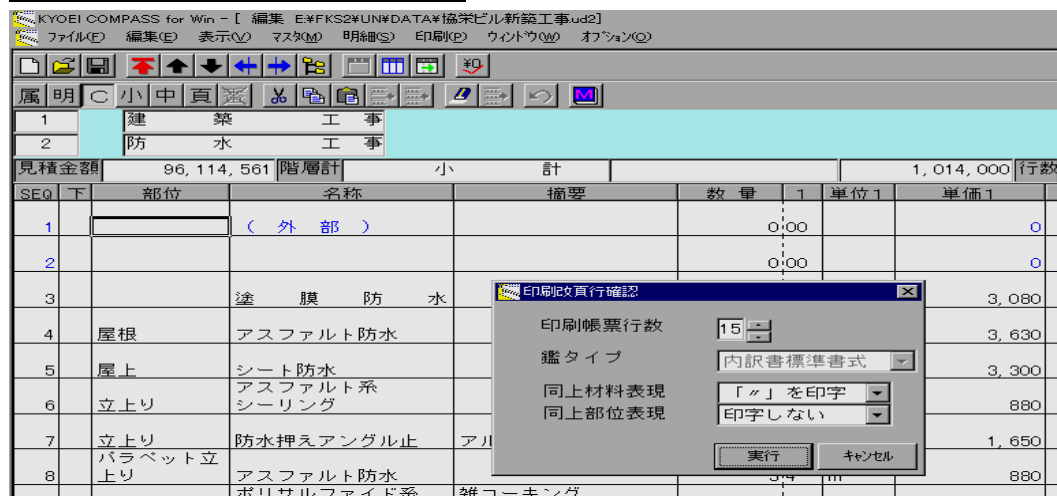 KYOEI COMPASS for Win - [ 編集 E:¥FKS2¥UN¥DATA¥協栄ビル新築工事.ud2]
ファイル(F) 編集(E) 表示(V) マスタ(M) 明細(S) 印刷(P) ウィンドウ(W) オプション(O)
属 明 C 小 中 頁
1 建 築 工 事
2 防 水 工 事
見積金額 96,114,561 階層計 小 計 1,014,000 行数
SEQ 下 部位 名称 摘要 数 量 1 単位1 単価1
1 ( 外 部 ) 0 00 0
2 0 00 0
3 塗 膜 防 水 3,080
4 屋根 アスファルト防水 3,630
5 屋上 シート防水 3,300
6 立上り アスファルト系シーリング 880
7 立上り 防水押えアングル止 アル 1,650
8 パラペット立上り アスファルト防水 880
ポリサルファイド系 雑コーキング
印刷改頁行確認
印刷帳票行数 15
鑑タイプ 内訳書標準書式
同上材料表現 「〃」を印字
同上部位表現 印字しない
実行 キャンセル